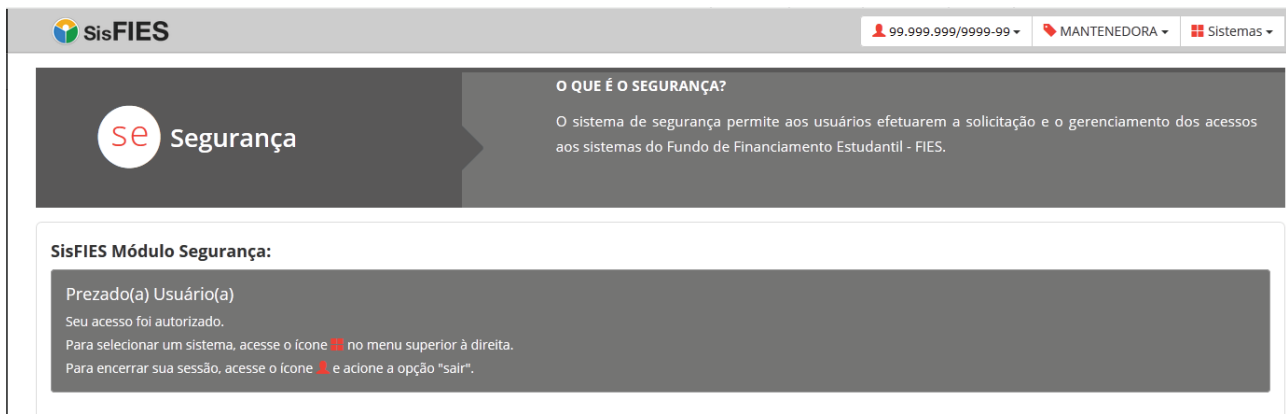 SisFIES
99.999.999/9999-99
MANTENEDORA
Sistemas
se Segurança
O QUE É O SEGURANÇA?
O sistema de segurança permite aos usuários efetuarem a solicitação e o gerenciamento dos acessos
aos sistemas do Fundo de Financiamento Estudantil - FIES.
SisFIES Módulo Segurança:
Prezado(a) Usuário(a)
Seu acesso foi autorizado.
Para selecionar um sistema, acesse o ícone no menu superior à direita.
Para encerrar sua sessão, acesse o ícone e acione a opção "sair".